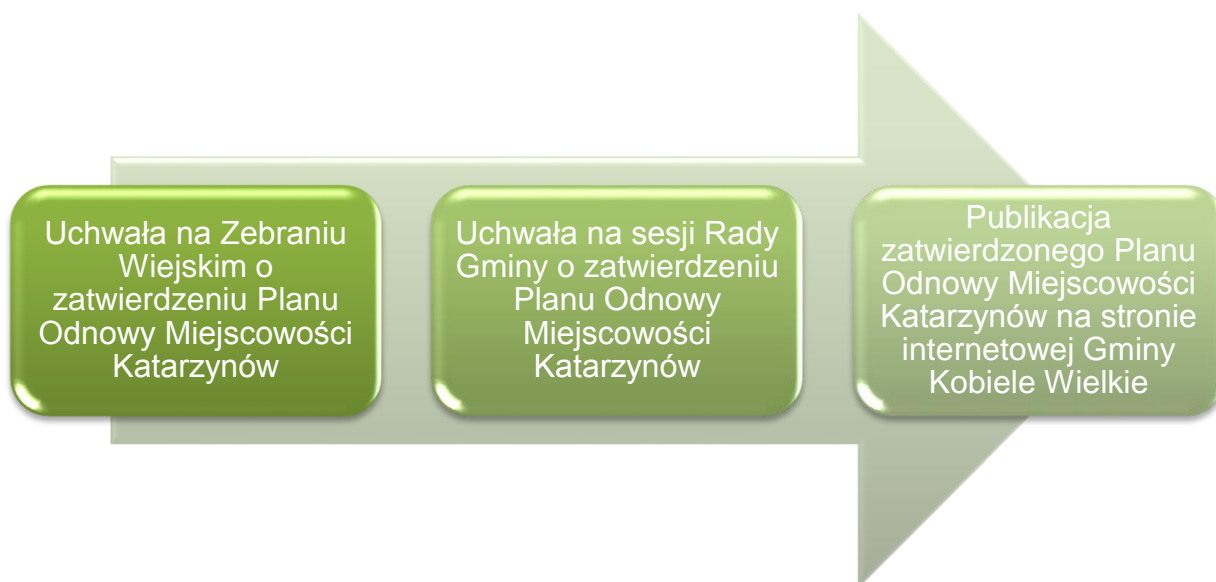 Uchwała na Zebraniu
Wiejskim o
zatwierdzeniu Planu
Odnowy Miejscowości
Katarzynów
Uchwała na sesji Rady
Gminy o zatwierdzeniu
Planu Odnowy
Miejscowości
Katarzynów
Publikacja
zatwierdzonego Planu
Odnowy Miejscowości
Katarzynów na stronie
internetowej Gminy
Kobiele Wielkie